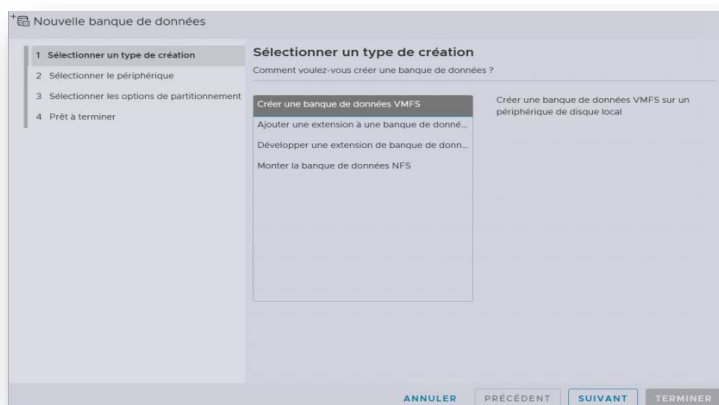 Nouvelle banque de données
1 Sélectionner un type de création
2 Sélectionner le périphérique
3 Sélectionner les options de partitionnement
4 Prêt à terminer
Sélectionner un type de création
Comment voulez-vous créer une banque de données ?
Créer une banque de données VMFS
Ajouter une extension à une banque de donné...
Développer une extension de banque de donn...
Monter la banque de données NFS
Créer une banque de données VMFS sur un
périphérique de disque local
ANNULER PRÉCÉDENT SUIVANT TERMINER